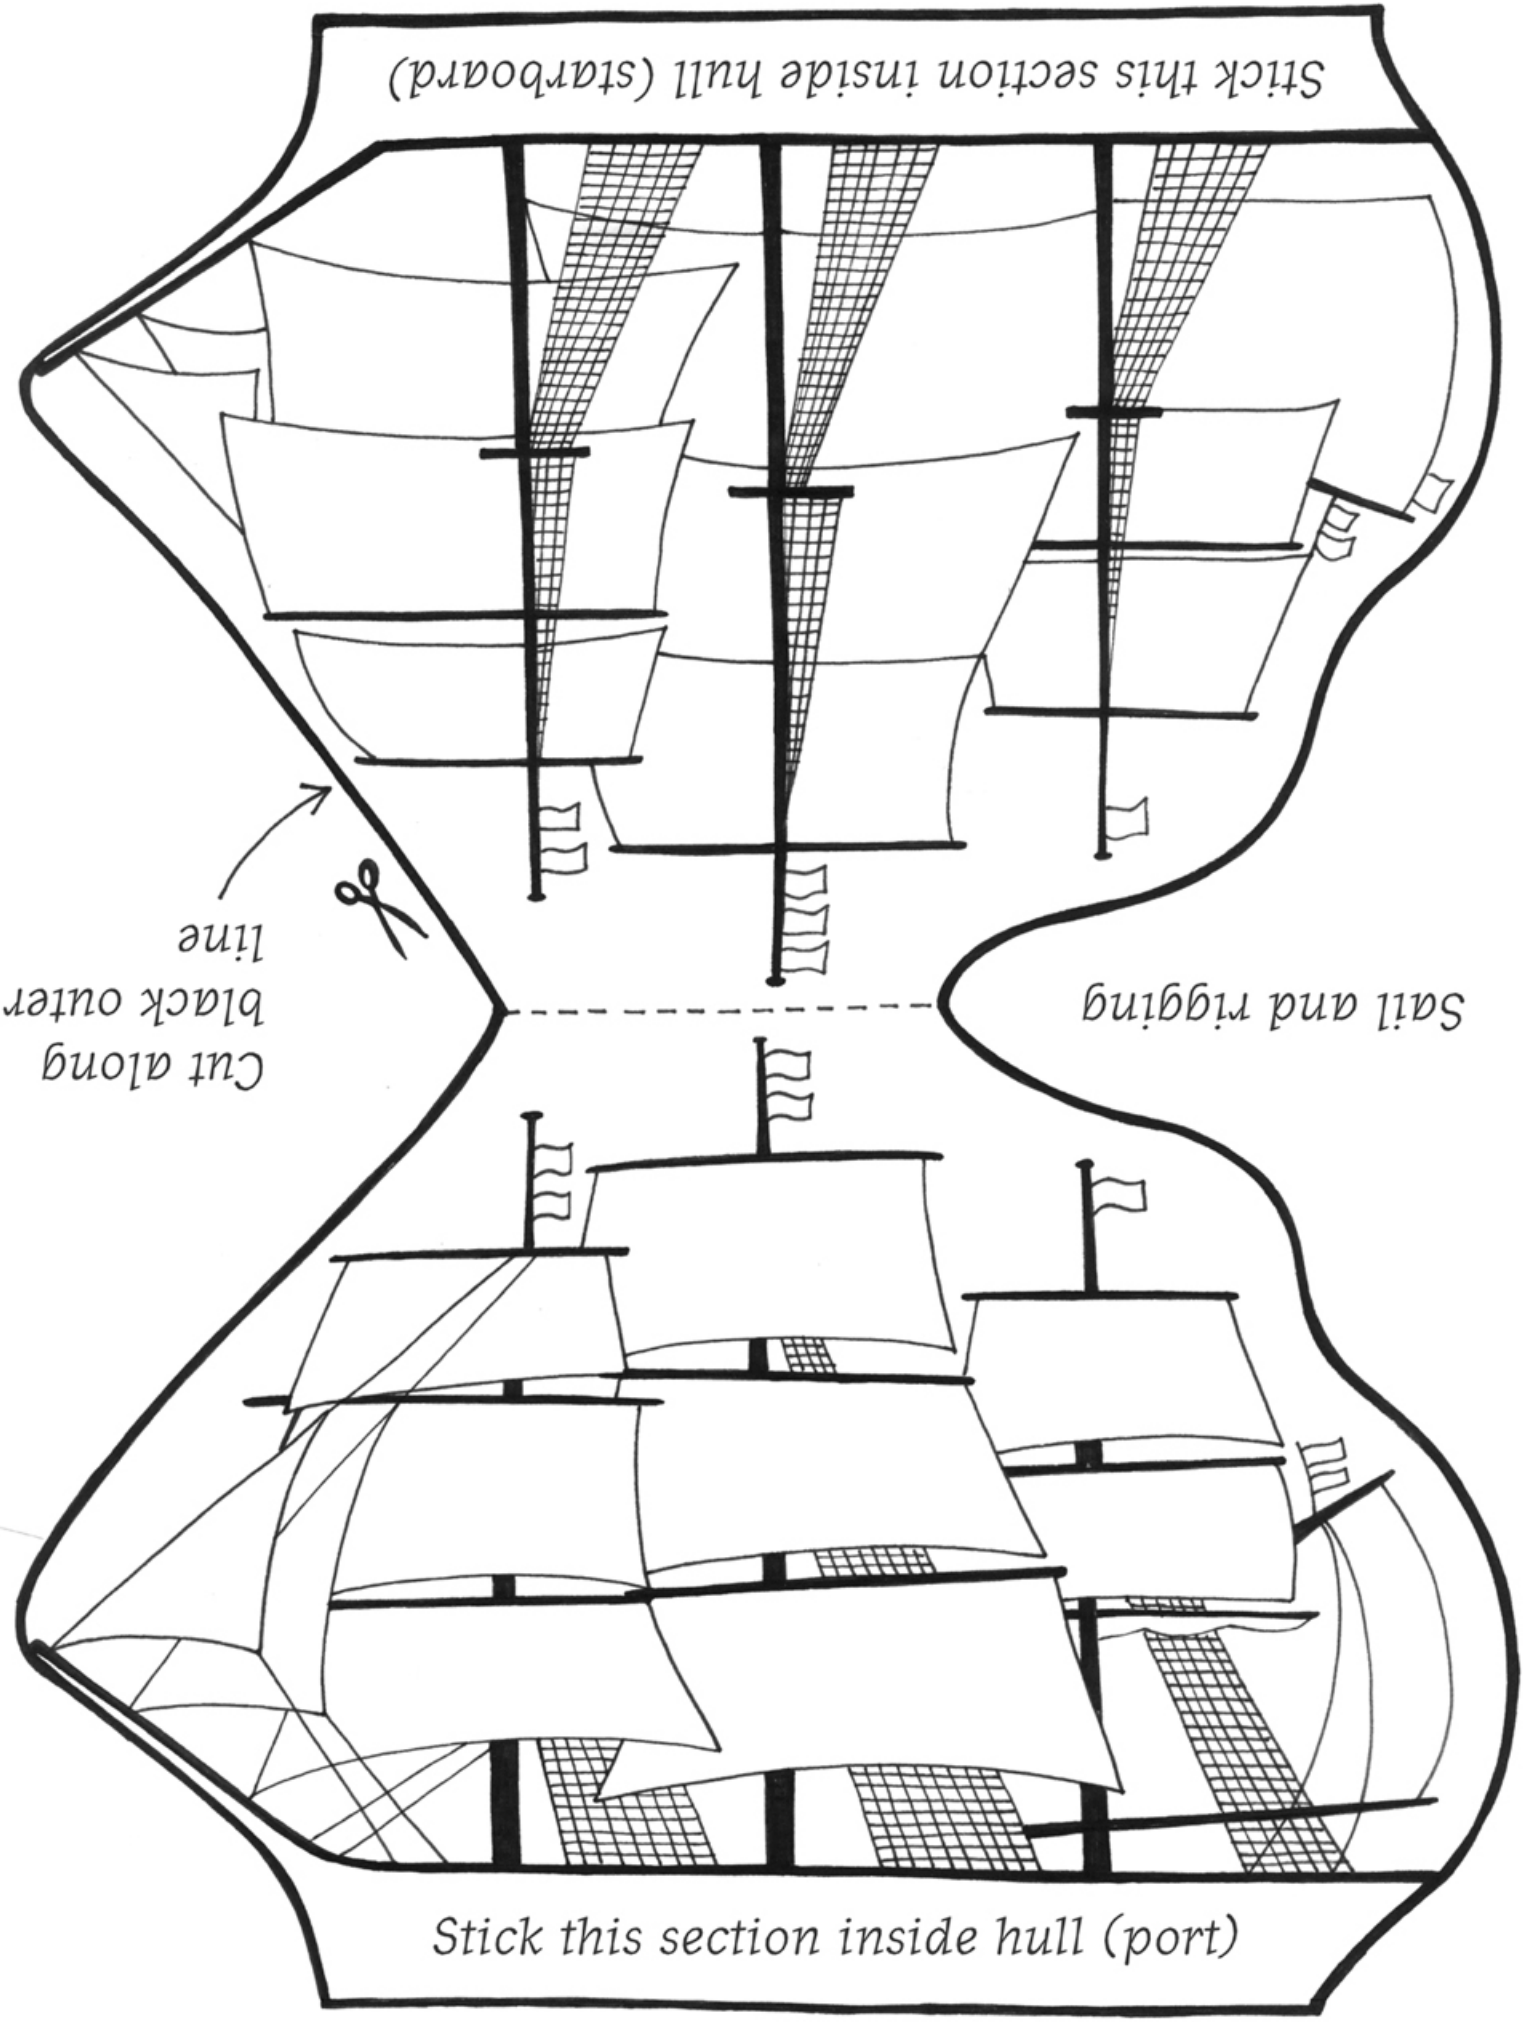 Stick this section inside hull (starboard)
Cut along
black outer
line
Sail and rigging
Stick this section inside hull (port)